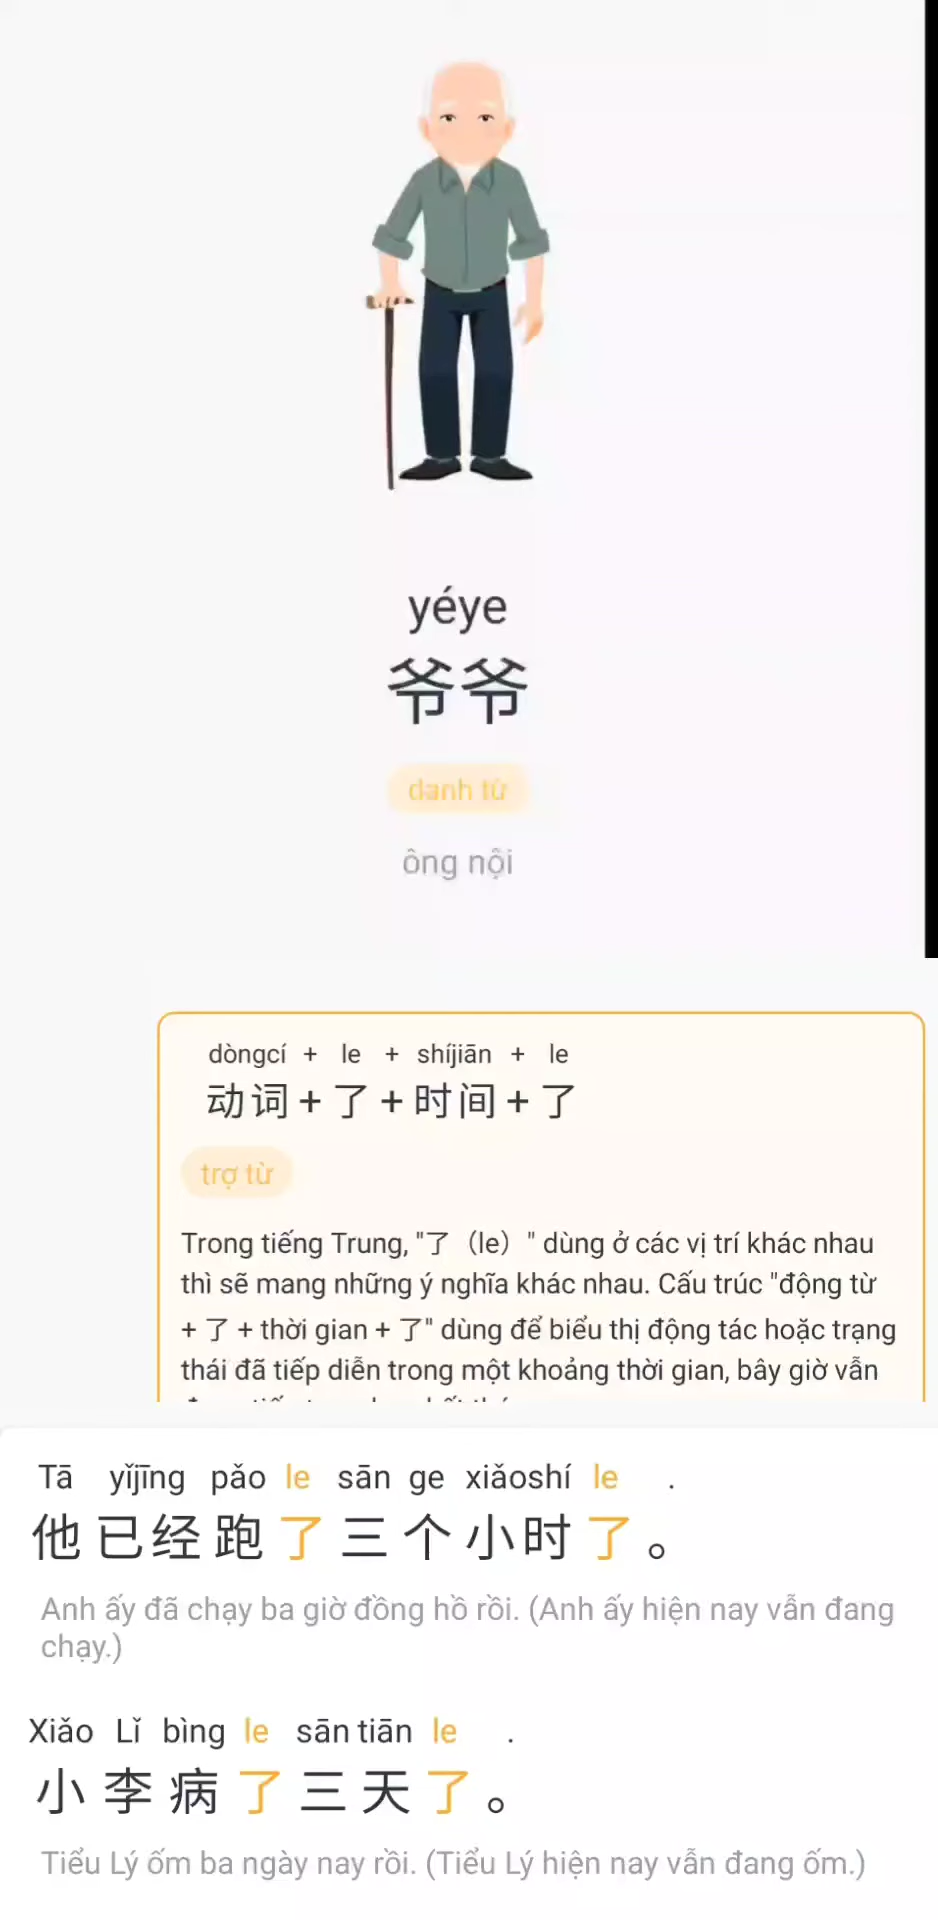 yéye
爷爷
danh từ
ông nội
dòngcí + le + shíjiān + le
动词+了+时间+了
trợ từ
Trong tiếng Trung, "了（le）" dùng ở các vị trí khác nhau
thì sẽ mang những ý nghĩa khác nhau. Cấu trúc "động từ
+ 了 + thời gian + 了" dùng để biểu thị động tác hoặc trạng
thái đã tiếp diễn trong một khoảng thời gian, bây giờ vẫn
Tā yǐjīng pǎo le sān ge xiǎoshí le .
他已经跑了三个小时了。
Anh ấy đã chạy ba giờ đồng hồ rồi. (Anh ấy hiện nay vẫn đang
chạy.)
Xiǎo Lǐ bìng le sān tiān le .
小李病了三天了。
Tiểu Lý ốm ba ngày nay rồi. (Tiểu Lý hiện nay vẫn đang ốm.)